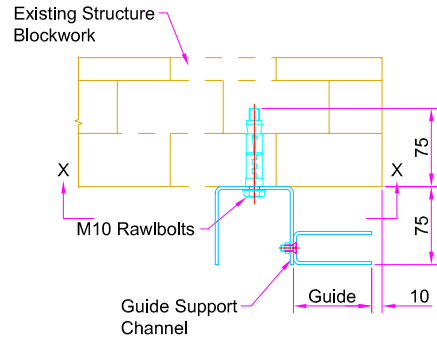 Existing Structure
Blockwork
75
X
X
M10 Rawlbolts
75
Guide
10
Guide Support
Channel